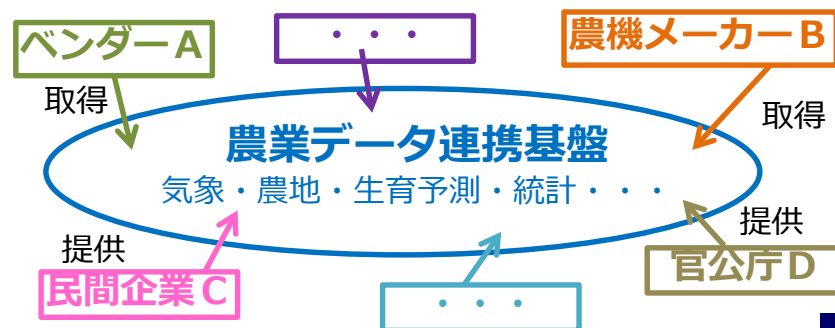 ベンダーA
・・・
農機メーカーB
取得
取得
農業データ連携基盤
気象・農地・生育予測・統計・・・
提供
提供
民間企業C
官公庁D
・・・